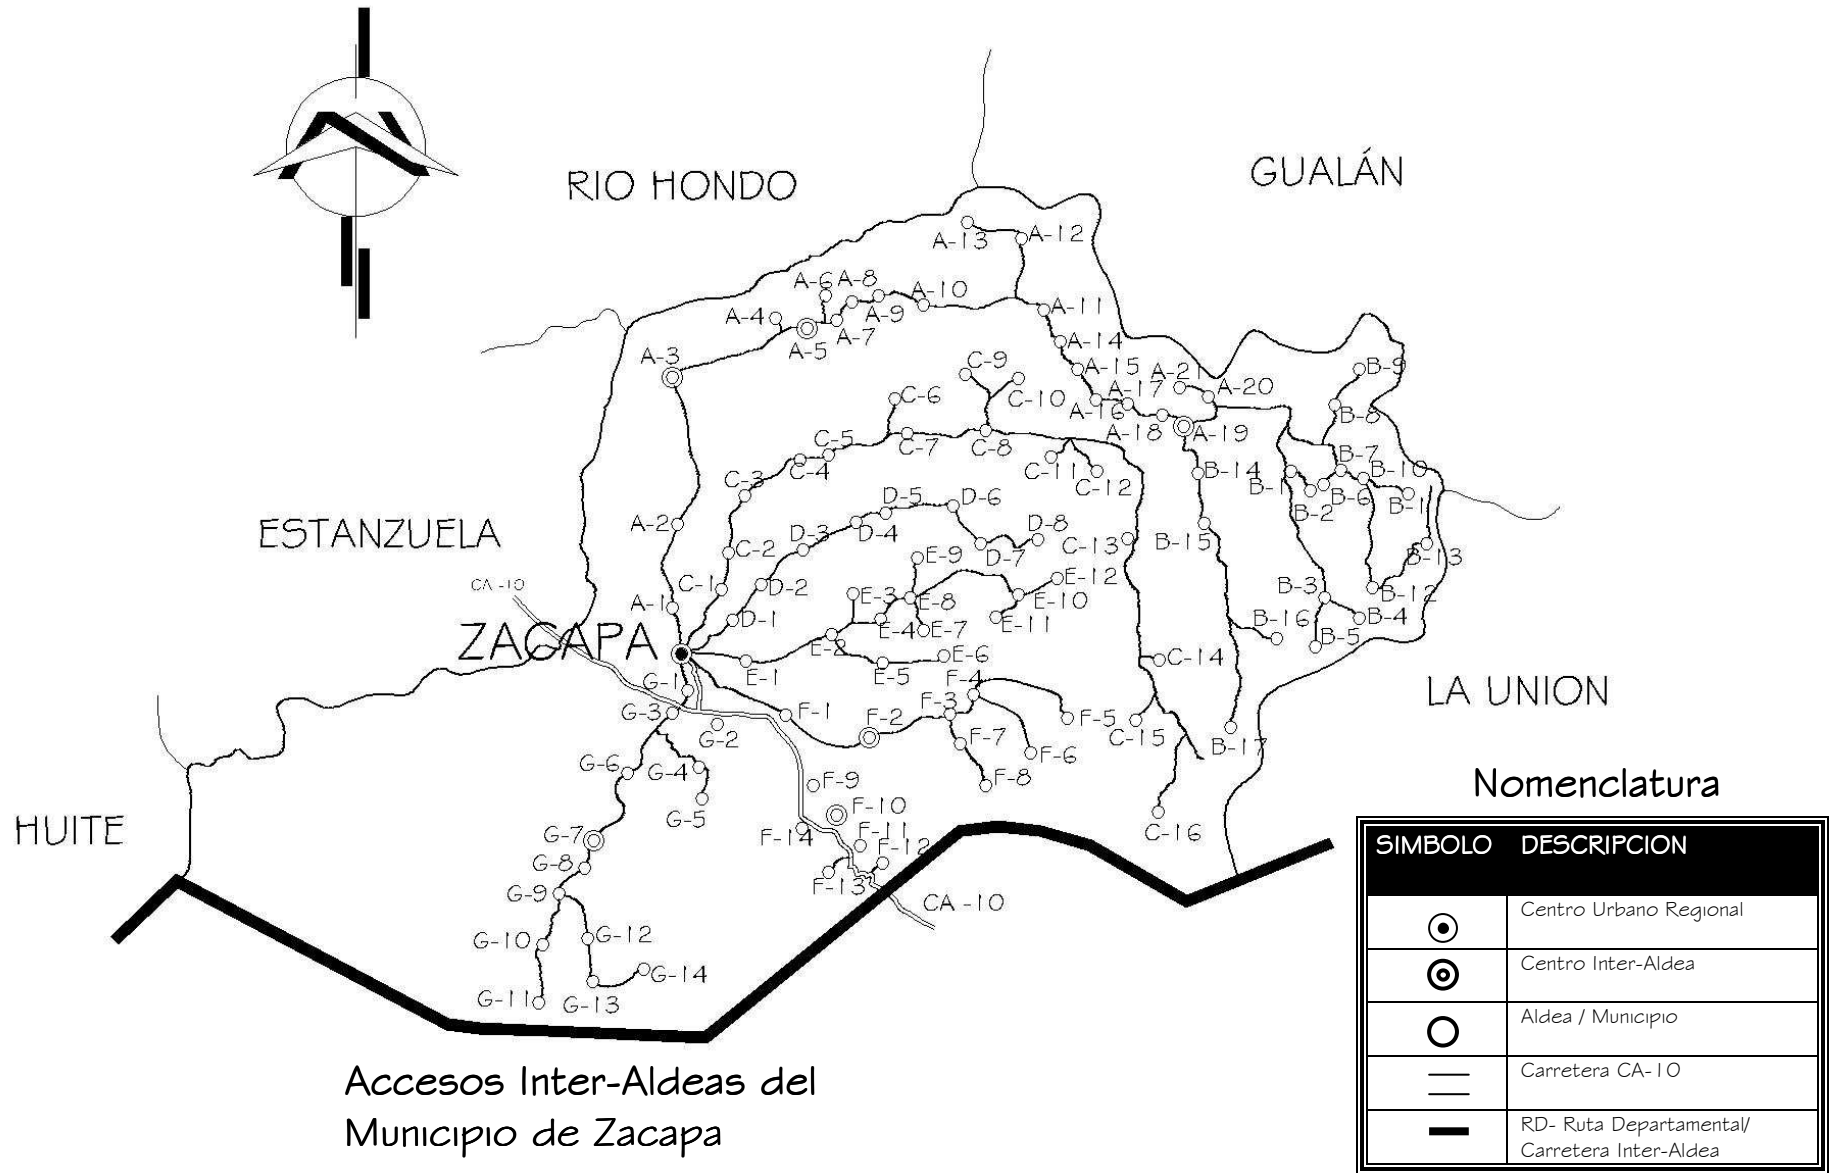 RIO HONDO
GUALÁN
ESTANZUELA
CA -10
ZACAPA
HUITE
LA UNION
CA -10
A-1
A-2
A-3
A-4
A-5
A-6
A-7
A-8
A-9
A-10
A-11
A-12
A-13
A-14
A-15
A-16
A-17
A-18
A-19
A-20
A-21
B-1
B-2
B-3
B-4
B-5
B-6
B-7
B-8
B-9
B-10
B-1
B-12
B-13
B-14
B-15
B-16
B-17
C-1
C-2
C-3
C-4
C-5
C-6
C-7
C-8
C-9
C-10
C-11
C-12
C-13
C-14
C-15
C-16
D-1
D-2
D-3
D-4
D-5
D-6
D-7
D-8
E-1
E-2
E-3
E-4
E-5
E-6
E-7
E-8
E-9
E-10
E-11
E-12
F-1
F-2
F-3
F-4
F-5
F-6
F-7
F-8
F-9
F-10
F-11
F-12
F-13
F-14
G-1
G-2
G-3
G-4
G-5
G-6
G-7
G-8
G-9
G-10
G-11
G-12
G-13
G-14
Accesos Inter-Aldeas del
Municipio de Zacapa
Nomenclatura
SIMBOLO DESCRIPCION
Centro Urbano Regional
Centro Inter-Aldea
Aldea / Municipio
Carretera CA-10
RD- Ruta Departamental/
Carretera Inter-Aldea